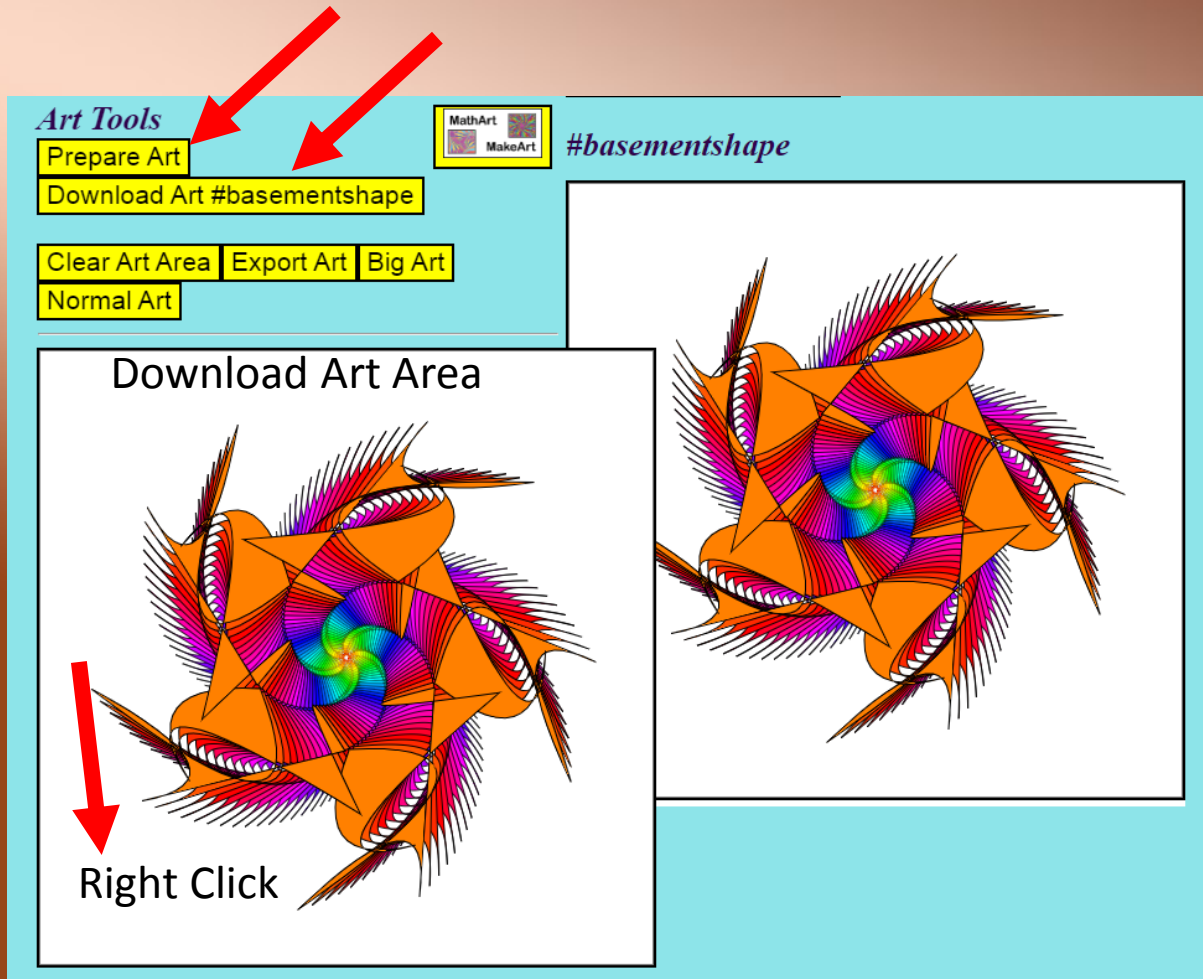 Art Tools
Prepare Art
Download Art #basementshape
MathArt
MakeArt
#basementshape
Clear Art Area Export Art Big Art
Normal Art
Download Art Area
Right Click